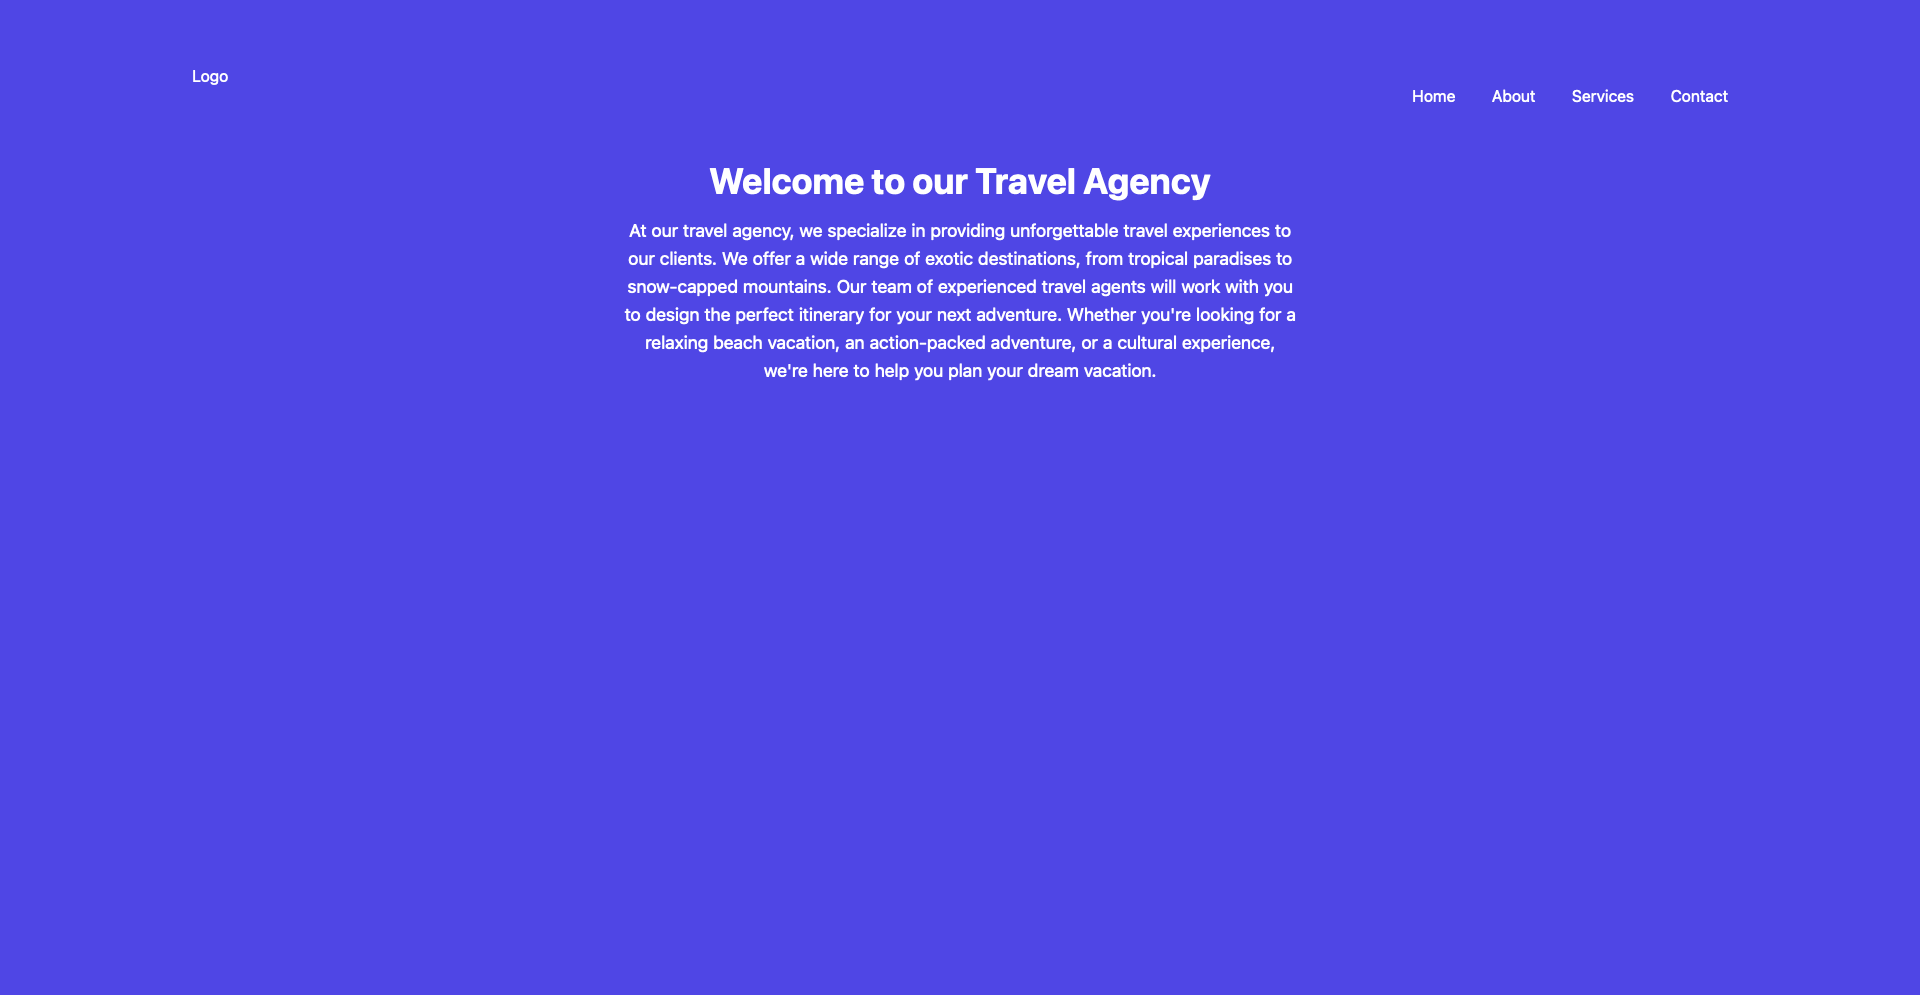 Logo
Home About Services Contact
Welcome to our Travel Agency
At our travel agency, we specialize in providing unforgettable travel experiences to
our clients. We offer a wide range of exotic destinations, from tropical paradises to
snow-capped mountains. Our team of experienced travel agents will work with you
to design the perfect itinerary for your next adventure. Whether you're looking for a
relaxing beach vacation, an action-packed adventure, or a cultural experience,
we're here to help you plan your dream vacation.